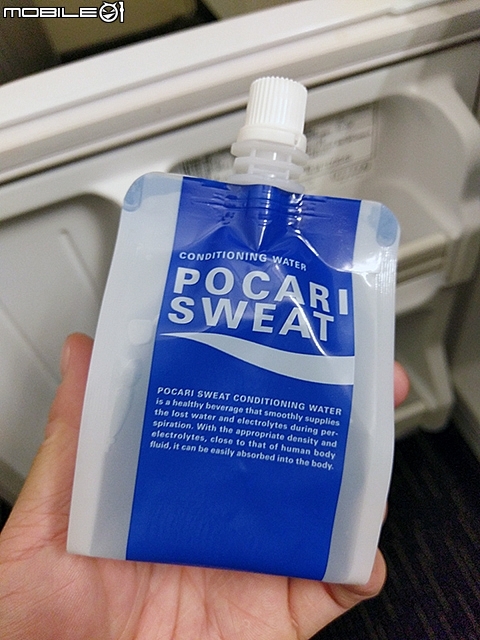 MOBILE01
CONDITIONING WATER
POCARI
SWEAT
POCARI SWEAT CONDITIONING WATER
is a healthy beverage that smoothly supplies
the lost water and electrolytes during per-
spiration. With the appropriate density and
electrolytes, close to that of human body
fluid, it can be easily absorbed into the body.